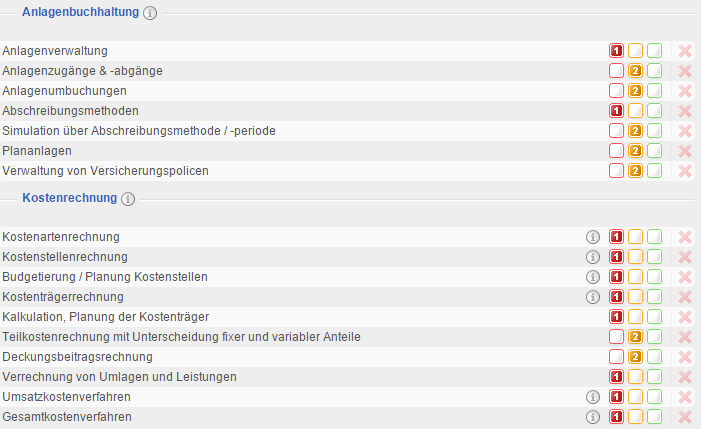 Anlagenbuchhaltung i
Anlagenverwaltung 1
Anlagenzugänge & -abgänge 2
Anlagenumbuchungen 2
Abschreibungsmethoden 1
Simulation über Abschreibungsmethode / -periode 2
Plananlagen 2
Verwaltung von Versicherungspolicen 2
Kostenrechnung i
Kostenartenrechnung i 1
Kostenstellenrechnung i 1
Budgetierung / Planung Kostenstellen i 1
Kostenträgerrechnung i 1
Kalkulation, Planung der Kostenträger 1
Teilkostenrechnung mit Unterscheidung fixer und variabler Anteile 2
Deckungsbeitragsrechnung 2
Verrechnung von Umlagen und Leistungen 1
Umsatzkostenverfahren i 1
Gesamtkostenverfahren i 1